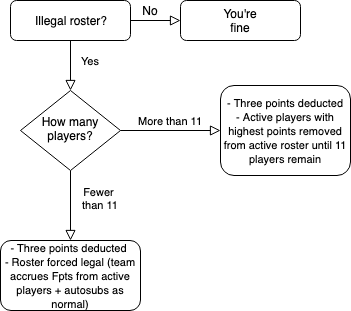 Illegal roster?
No
You're
fine
Yes
How many
players?
More than 11
- Three points deducted
- Active players with
highest points removed
from active roster until 11
players remain
Fewer
than 11
- Three points deducted
- Roster forced legal (team
accrues Fpts from active
players + autosubs as
normal)